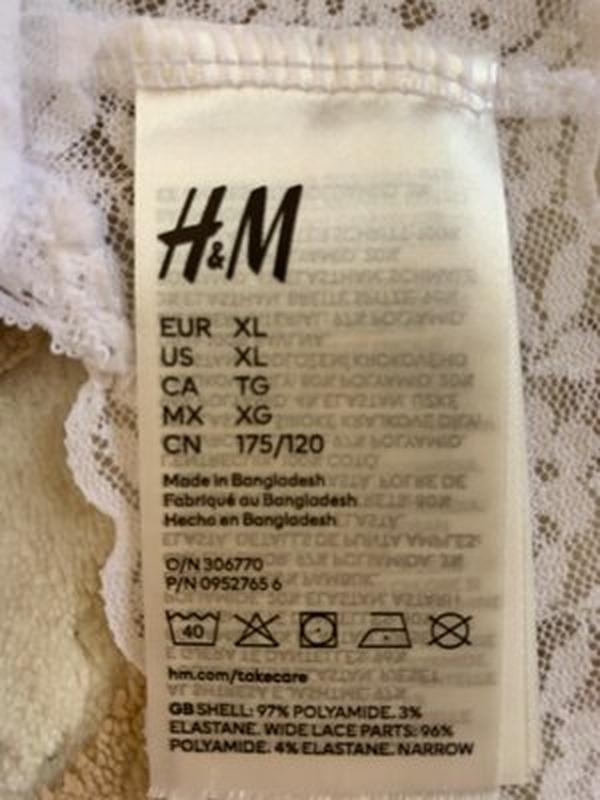 H&M
EUR XL
US XL
CA TG
MX XG
CN 175/120
Made in Bangladesh
Fabriqué au Bangladesh
Hecho en Bangladesh
O/N 306770
P/N 0952765 6
40
hm.com/takecare
GB SHELL: 97% POLYAMIDE. 3%
ELASTANE. WIDE LACE PARTS: 96%
POLYAMIDE. 4% ELASTANE. NARROW